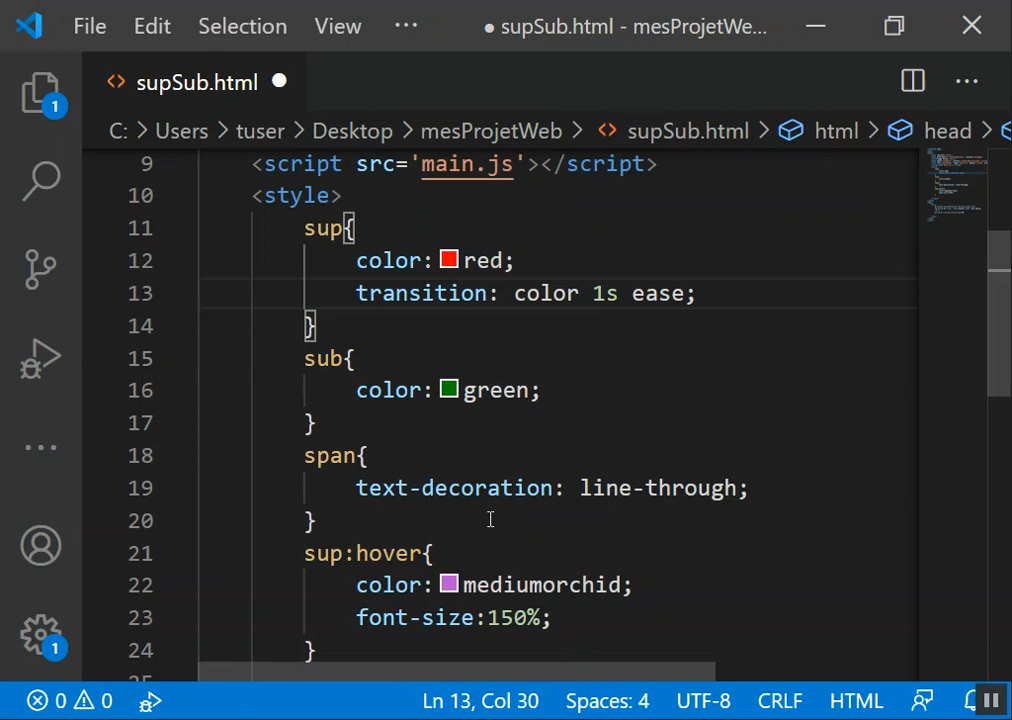 File Edit Selection View ··· ● supSub.html - mesProjetWe...
supSub.html ● ···
C: > Users > tuser > Desktop > mesProjetWeb > supSub.html > html > head >
1
9 <script src='main.js'></script>
10 <style>
11 sup{
12 color: red;
13 transition: color 1s ease;
14 }
15 sub{
16 color: green;
17 }
18 span{
19 text-decoration: line-through;
20 }
21 sup:hover{
22 color: mediumorchid;
23 font-size:150%;
24 }
1
0 0 Ln 13, Col 30 Spaces: 4 UTF-8 CRLF HTML